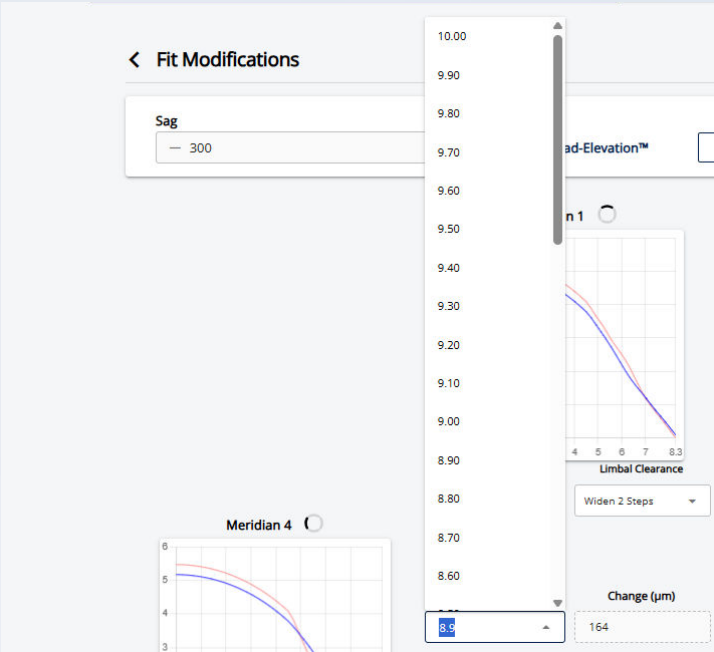 Fit Modifications
Sag
— 300
ad-Elevation™
10.00
9.90
9.80
9.70
9.60
9.50
9.40
9.30
9.20
9.10
9.00
8.90
8.80
8.70
8.60
n 1
4 5 6 7 8.3
Limbal Clearance
Widen 2 Steps
Meridian 4
6
5
4
3
8.9
Change (µm)
164